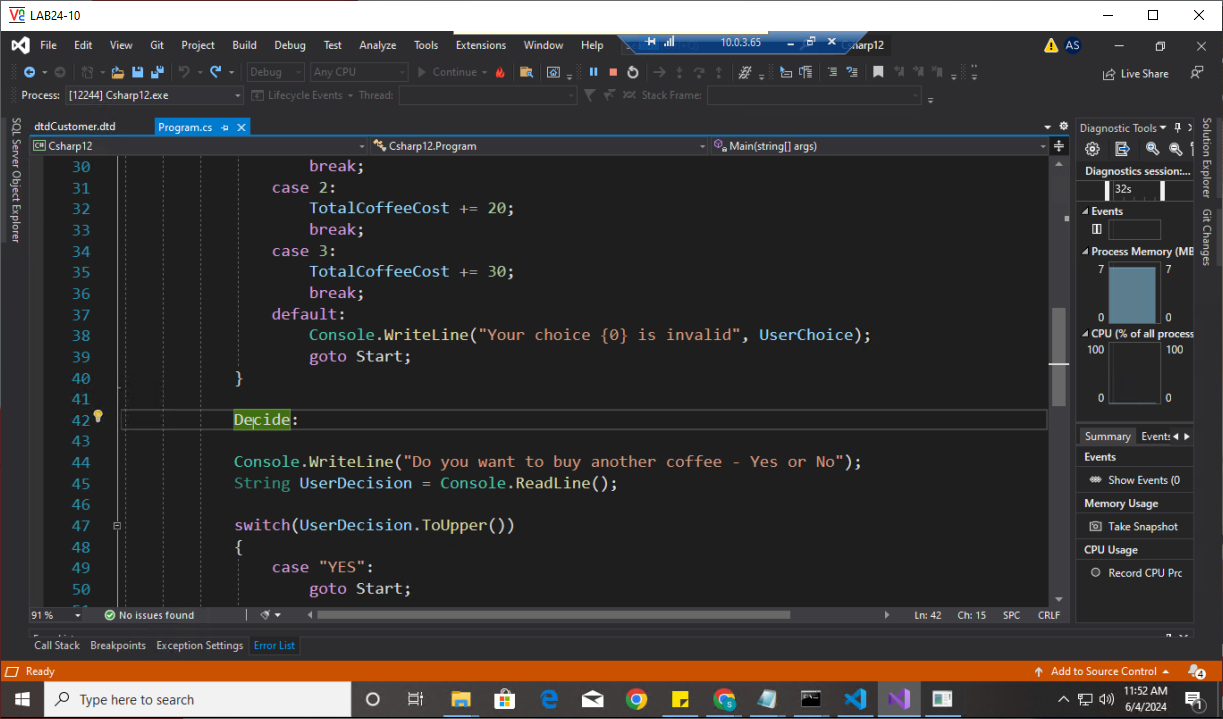 LAB24-10
File Edit View Git Project Build Debug Test Analyze Tools Extensions Window Help
10.0.3.65
Csharp12
AS
Debug Any CPU Continue
Live Share
Process: [12244] Csharp12.exe Lifecycle Events Thread: Stack Frame:
SQL Server Object Explorer
dtdCustomer.dtd Program.cs
Csharp12 Csharp12.Program Main(string[] args)
30 break;
31 case 2:
32 TotalCoffeeCost += 20;
33 break;
34 case 3:
35 TotalCoffeeCost += 30;
36 break;
37 default:
38 Console.WriteLine("Your choice {0} is invalid", UserChoice);
39 goto Start;
40 }
41
42 Decide:
43
44 Console.WriteLine("Do you want to buy another coffee - Yes or No");
45 String UserDecision = Console.ReadLine();
46
47 switch(UserDecision.ToUpper())
48 {
49 case "YES":
50 goto Start;
91 % No issues found Ln: 42 Ch: 15 SPC CRLF
Diagnostic Tools
Diagnostics session:...
32s
Events
Process Memory (MB
7 7
0 0
CPU (% of all process
100 100
0 0
Summary Events
Events
Show Events (0
Memory Usage
Take Snapshot
CPU Usage
Record CPU Prc
Solution Explorer
Git Changes
Call Stack Breakpoints Exception Settings Error List
Ready Add to Source Control 4
Type here to search
11:52 AM
6/4/2024
1